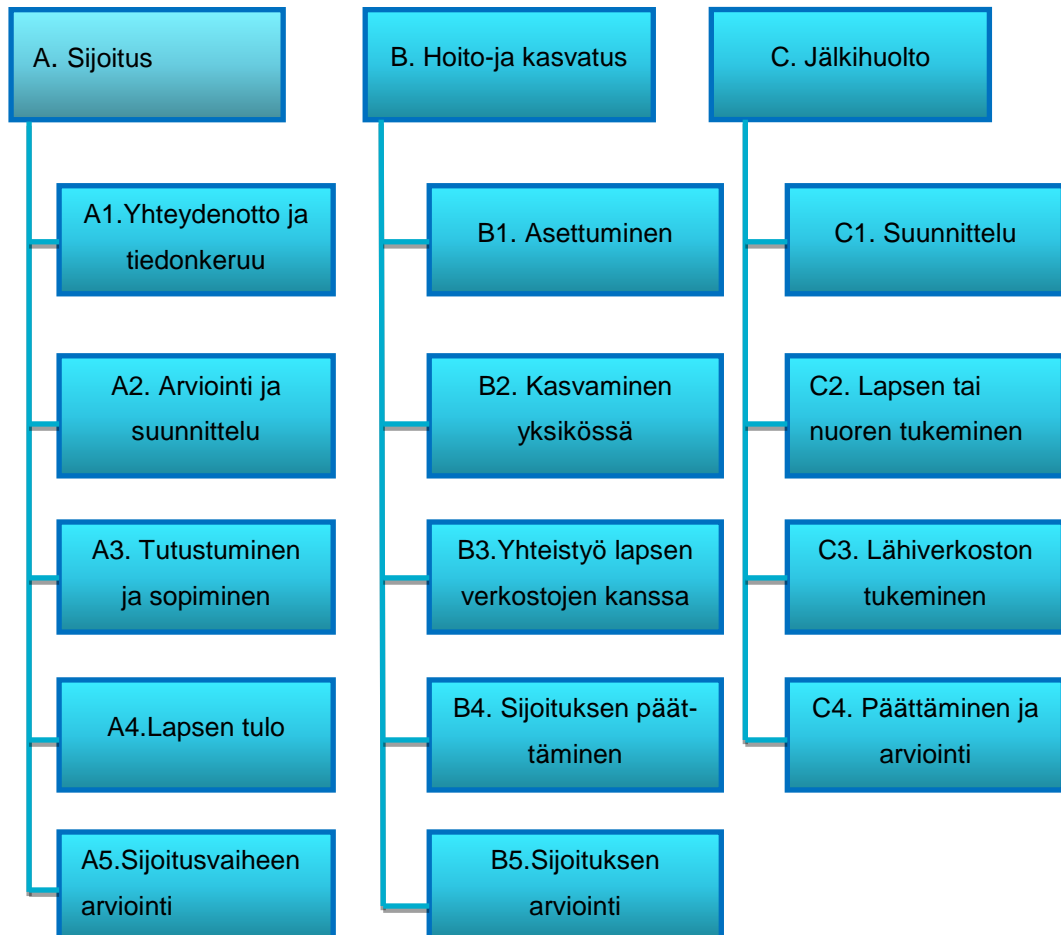 A. Sijoitus
A1.Yhteydenotto ja
tiedonkeruu
A2. Arviointi ja
suunnittelu
A3. Tutustuminen
ja sopiminen
A4.Lapsen tulo
A5.Sijoitusvaiheen
arviointi
B. Hoito-ja kasvatus
B1. Asettuminen
B2. Kasvaminen
yksikössä
B3.Yhteistyö lapsen
verkostojen kanssa
B4. Sijoituksen päät-
täminen
B5.Sijoituksen
arviointi
C. Jälkihuolto
C1. Suunnittelu
C2. Lapsen tai
nuoren tukeminen
C3. Lähiverkoston
tukeminen
C4. Päättäminen ja
arviointi